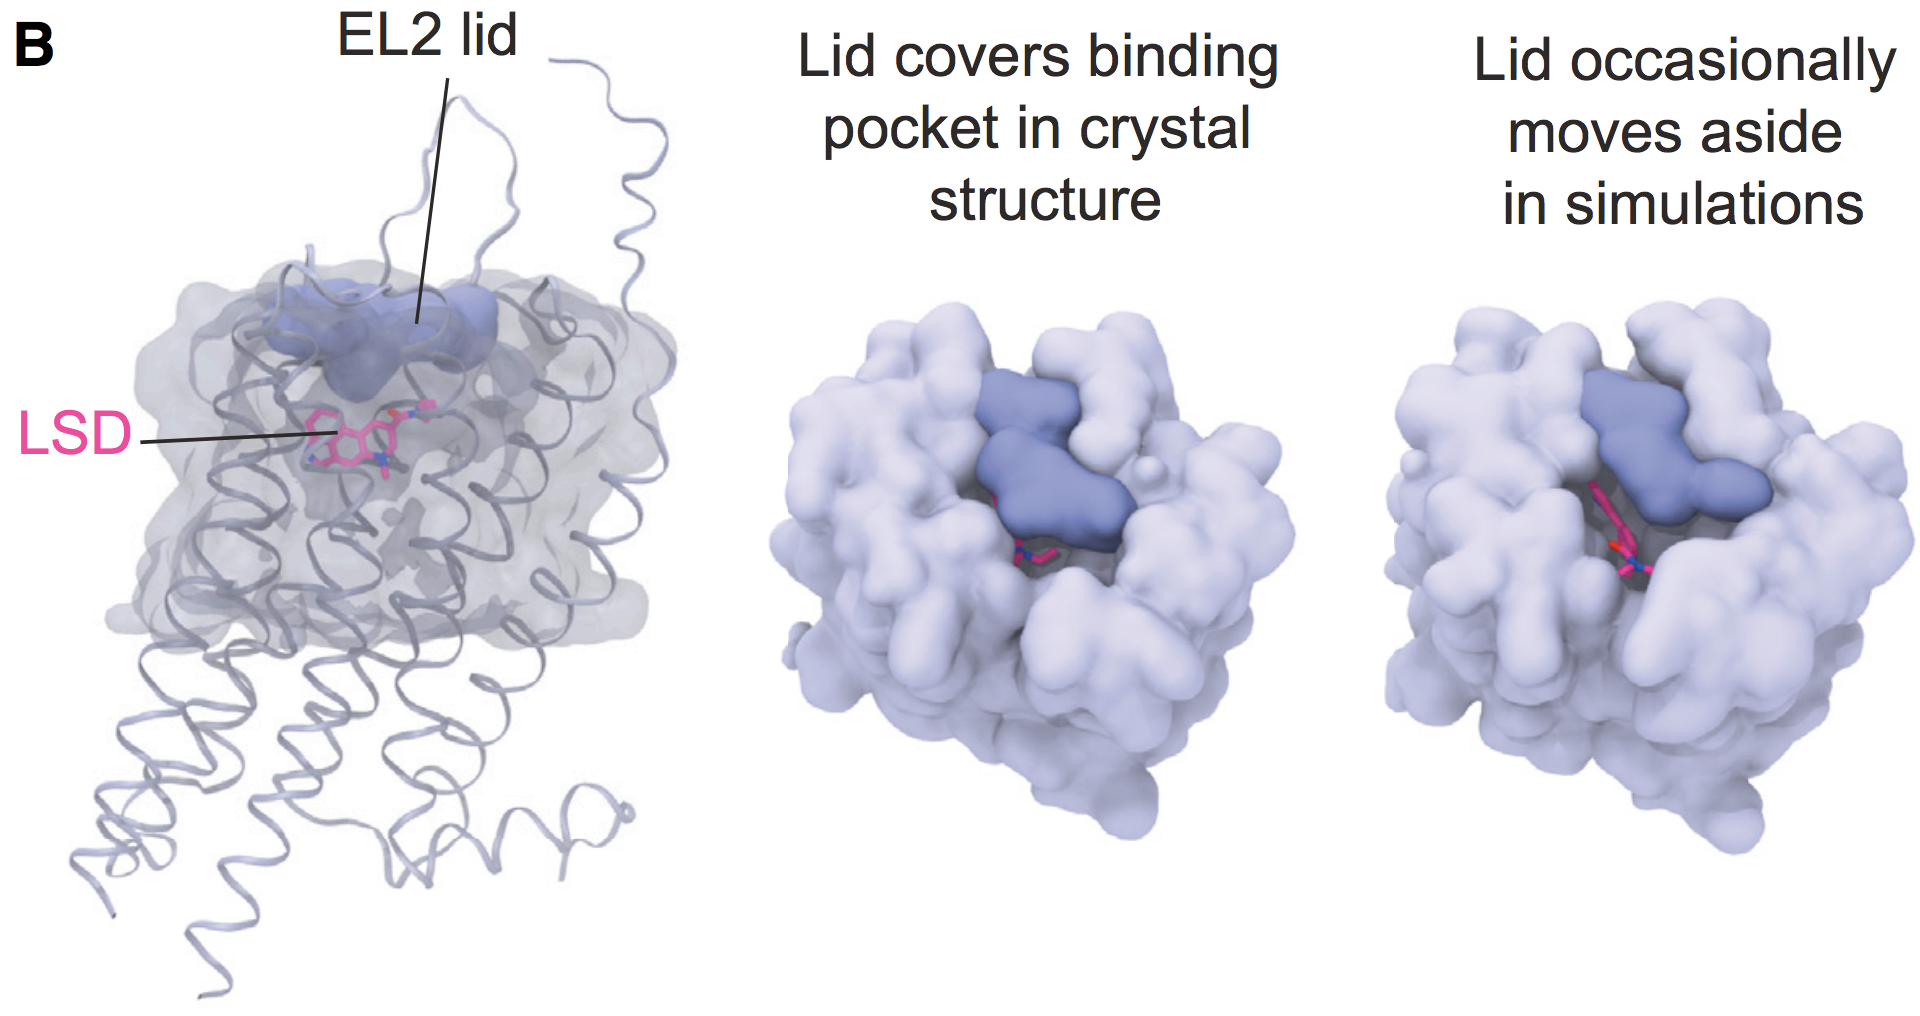 B
EL2 lid
LSD
Lid covers binding
pocket in crystal
structure
Lid occasionally
moves aside
in simulations